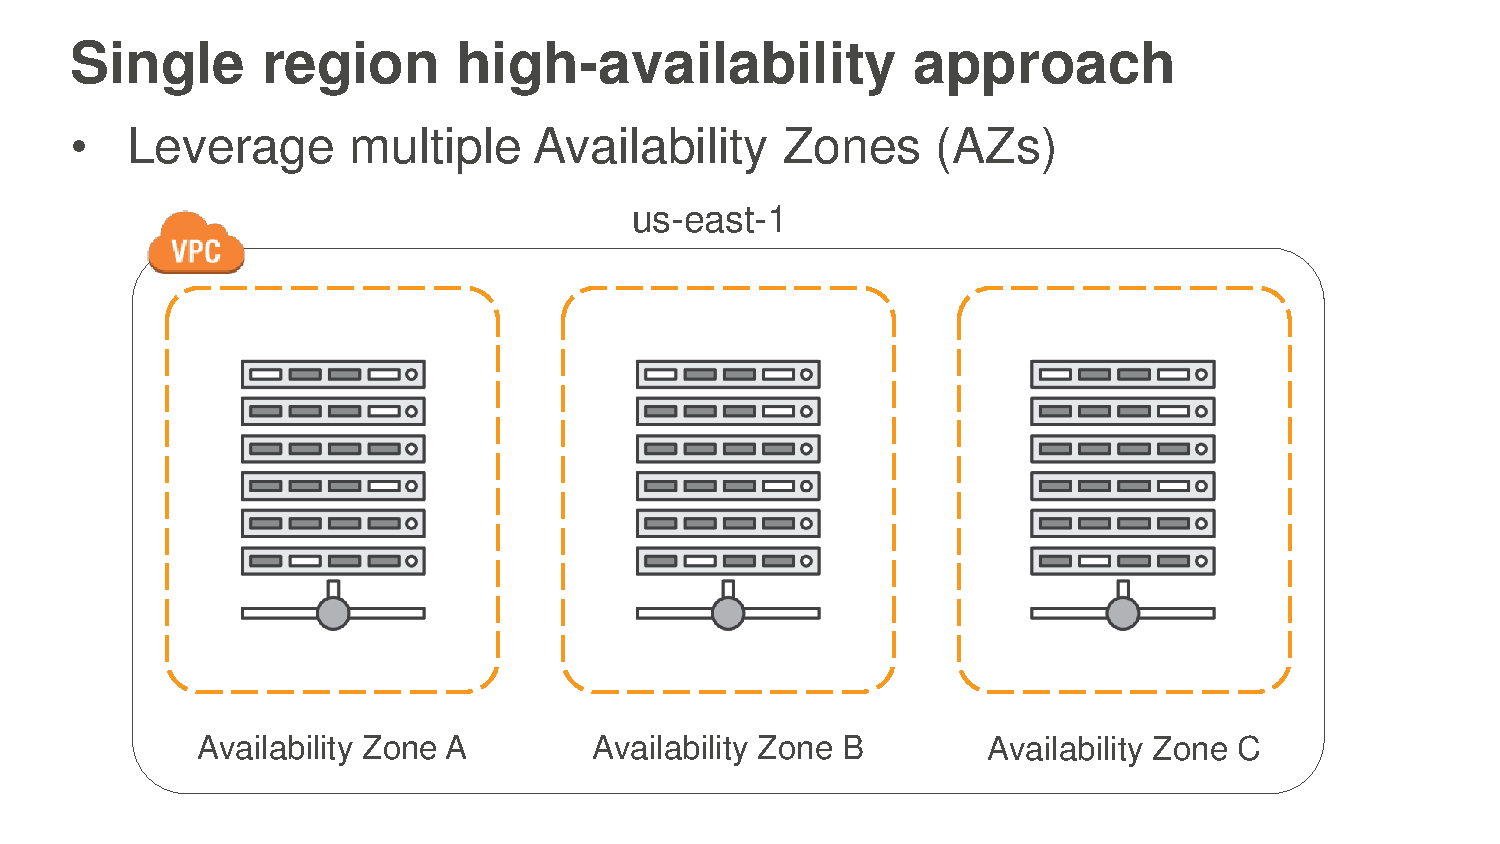 Single region high-availability approach
• Leverage multiple Availability Zones (AZs)
us-east-1
VPC
Availability Zone A
Availability Zone B
Availability Zone C